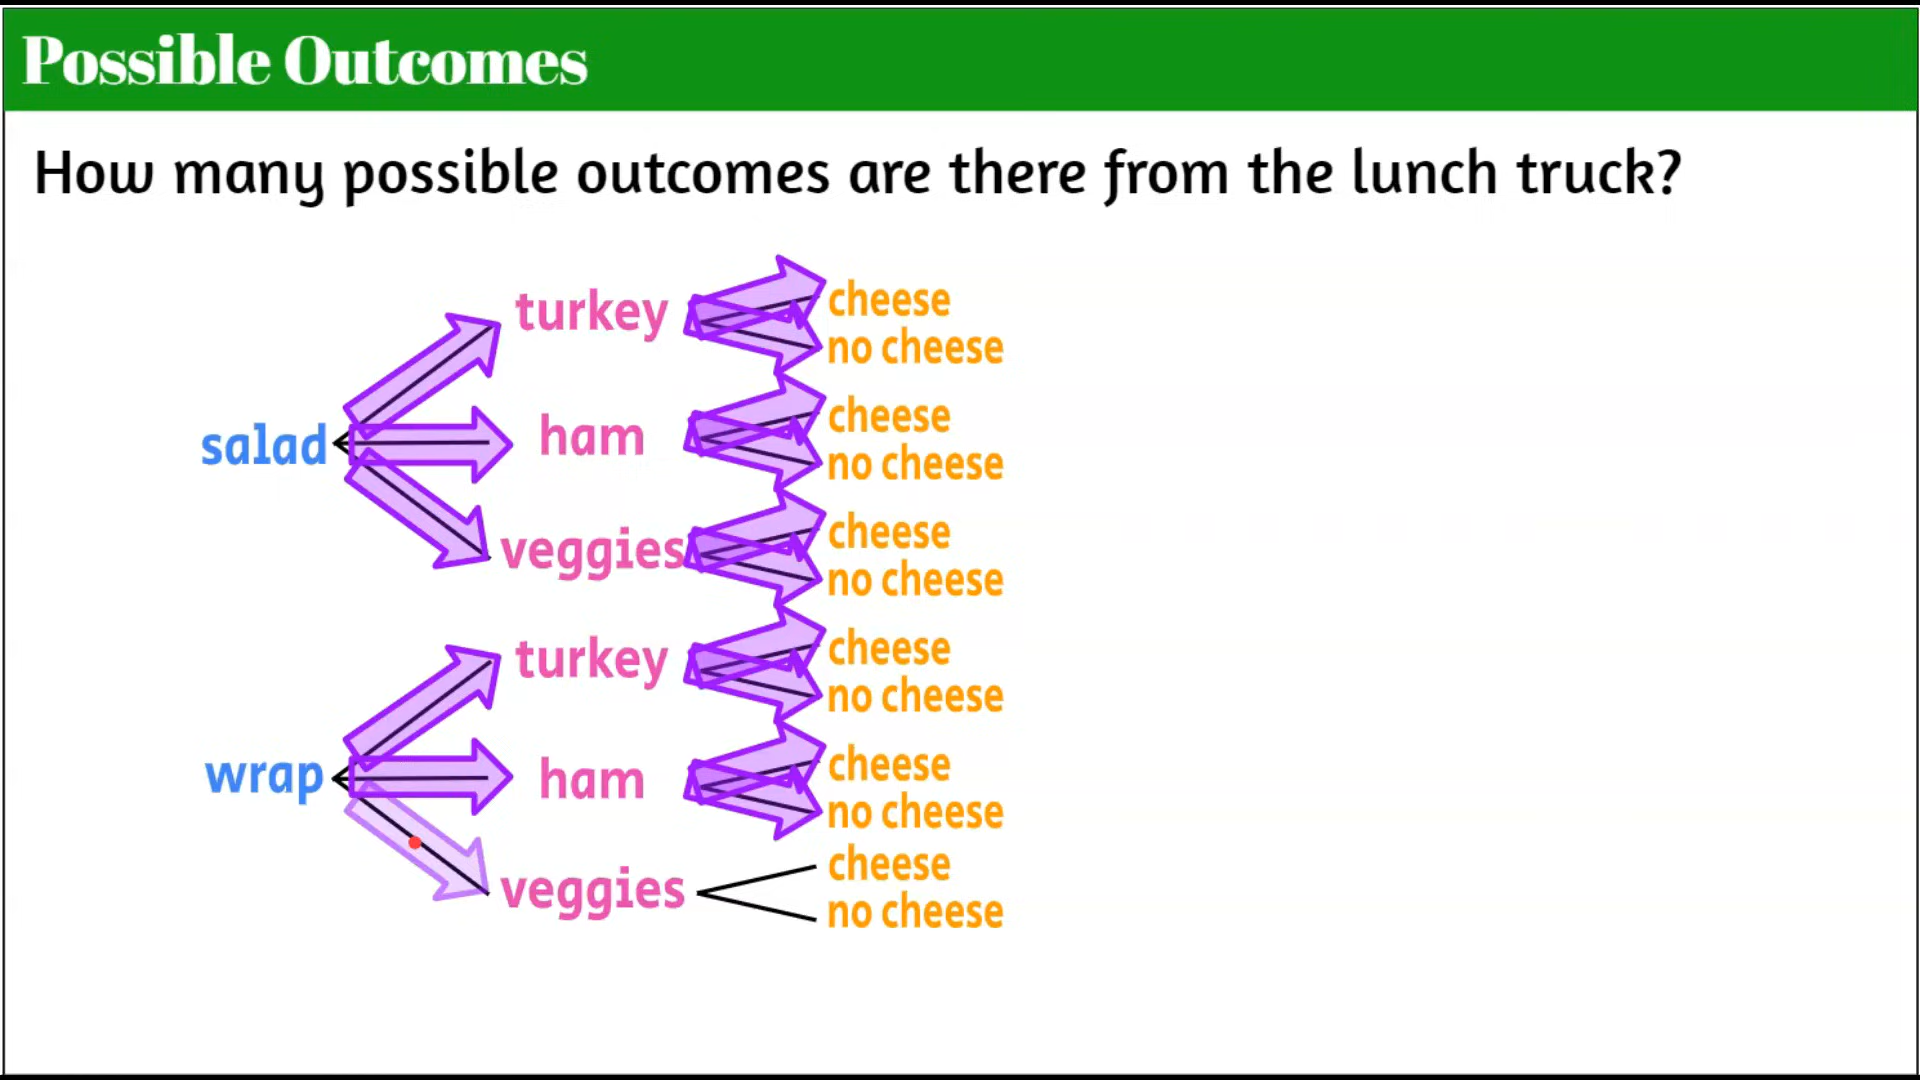 Possible Outcomes
How many possible outcomes are there from the lunch truck?
salad
turkey
cheese
no cheese
ham
cheese
no cheese
veggies
cheese
no cheese
wrap
turkey
cheese
no cheese
ham
cheese
no cheese
veggies
cheese
no cheese